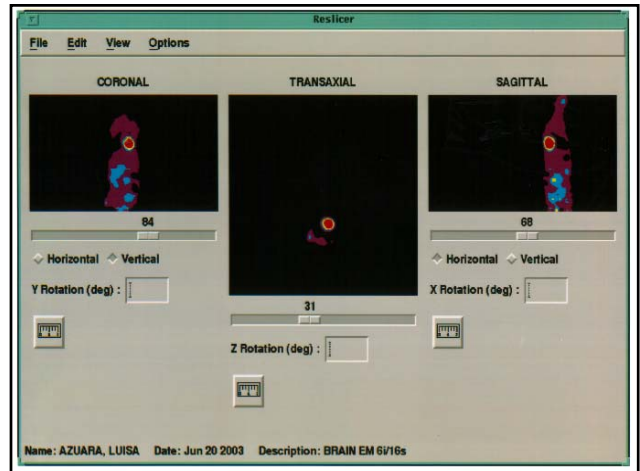 Reslicer
File Edit View Options
CORONAL TRANSAXIAL SAGITTAL
84 68
Horizontal Vertical Horizontal Vertical
Y Rotation (deg) : X Rotation (deg) :
31
Z Rotation (deg) :
Name: AZUARA, LUISA Date: Jun 20 2003 Description: BRAIN EM 6i/16s